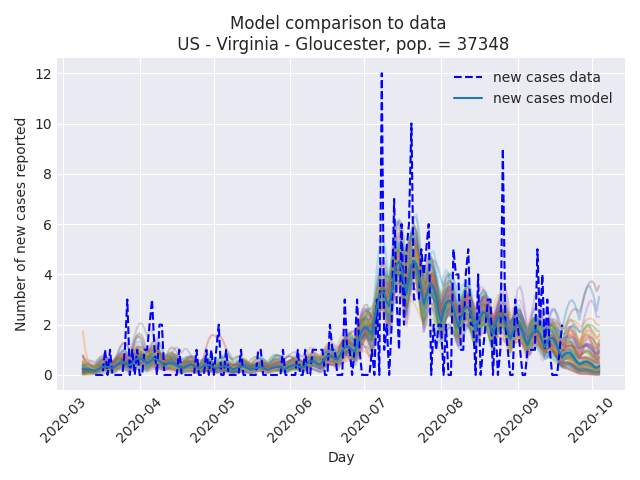 Model comparison to data
US - Virginia - Gloucester, pop. = 37348
new cases data
new cases model
Number of new cases reported
12
10
8
6
4
2
0
2020-03
2020-04
2020-05
2020-06
2020-07
2020-08
2020-09
2020-10
Day